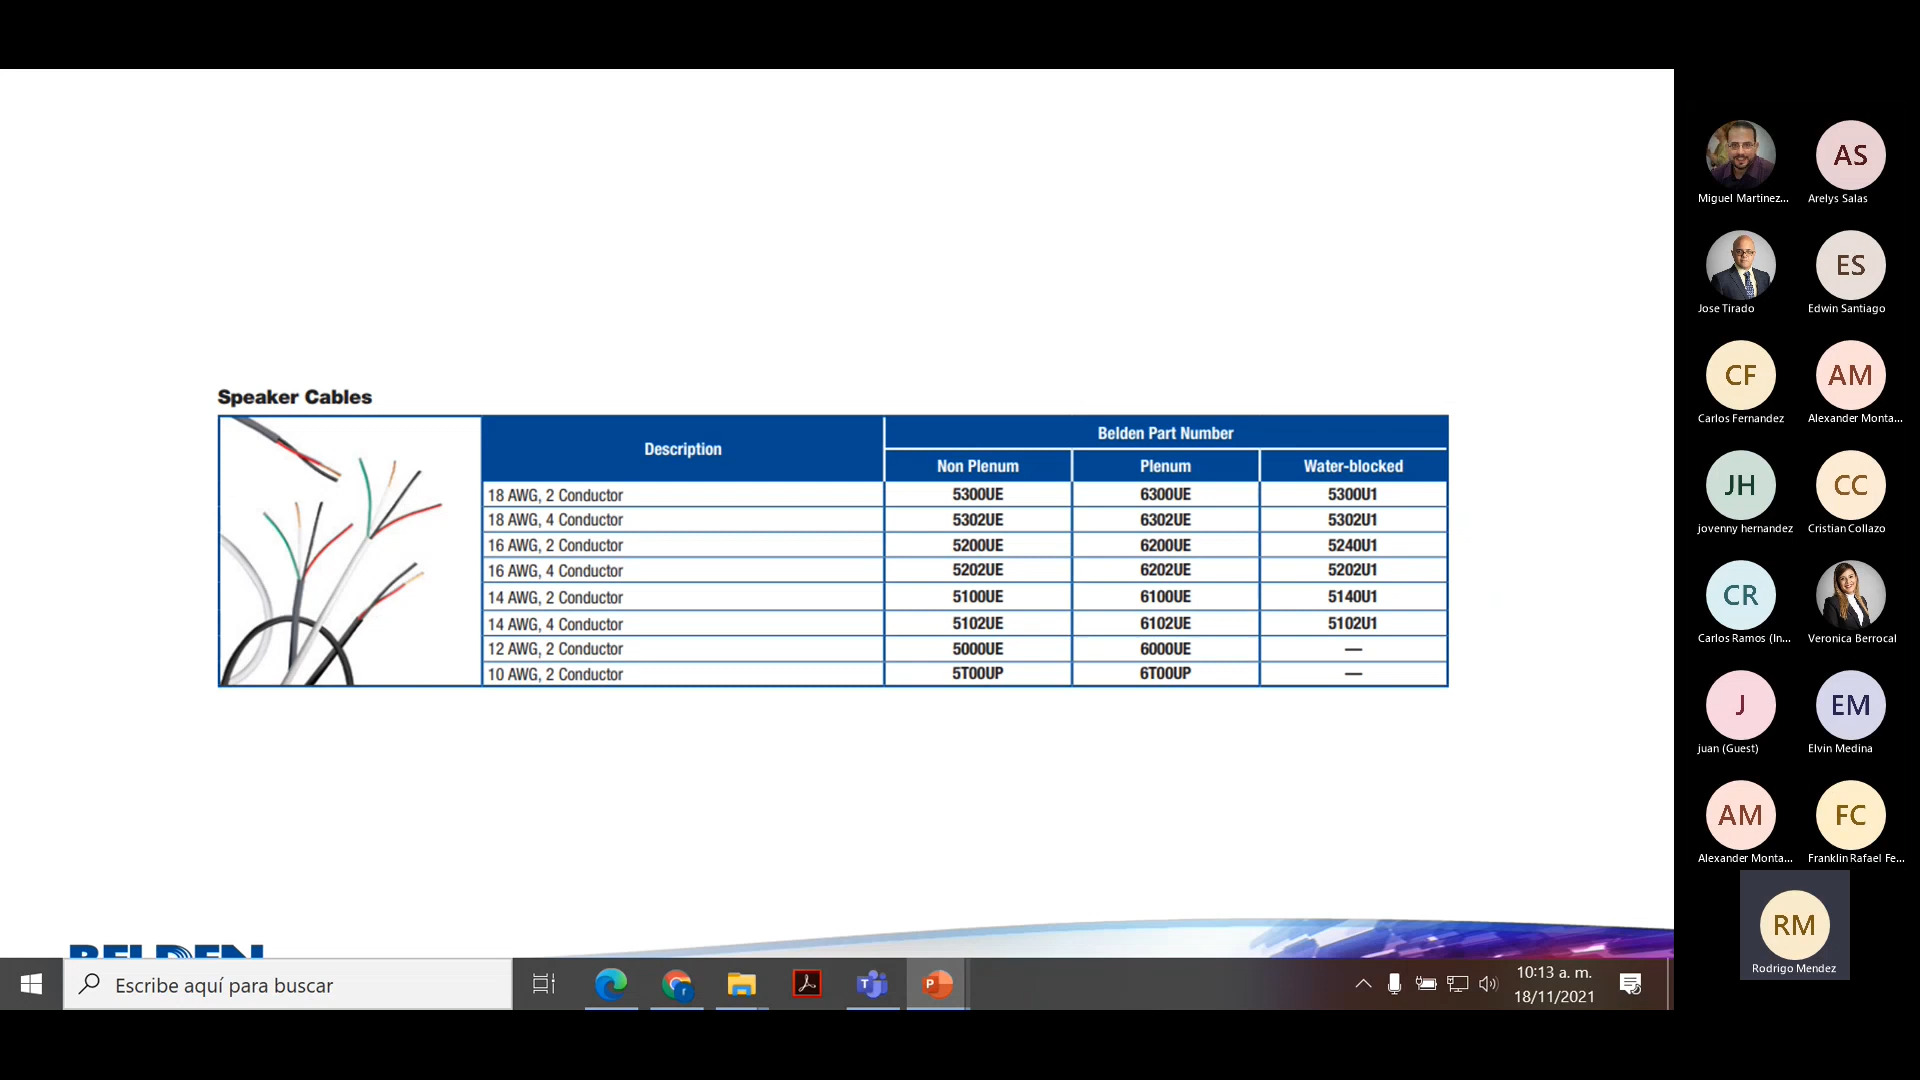 Speaker Cables
Description
Belden Part Number
Non Plenum Plenum Water-blocked
18 AWG, 2 Conductor 5300UE 6300UE 5300U1
18 AWG, 4 Conductor 5302UE 6302UE 5302U1
16 AWG, 2 Conductor 5200UE 6200UE 5240U1
16 AWG, 4 Conductor 5202UE 6202UE 5202U1
14 AWG, 2 Conductor 5100UE 6100UE 5140U1
14 AWG, 4 Conductor 5102UE 6102UE 5102U1
12 AWG, 2 Conductor 5000UE 6000UE —
10 AWG, 2 Conductor 5T00UP 6T00UP —
BELDEN
Escribe aquí para buscar
10:13 a. m.
18/11/2021
AS
Miguel Martinez... Arelys Salas
ES
Jose Tirado Edwin Santiago
CF AM
Carlos Fernandez Alexander Monta...
JH CC
jovenny hernandez Cristian Collazo
CR
Carlos Ramos (In... Veronica Berrocal
J EM
juan (Guest) Elvin Medina
AM FC
Alexander Monta... Franklin Rafael Fe...
RM
Rodrigo Mendez